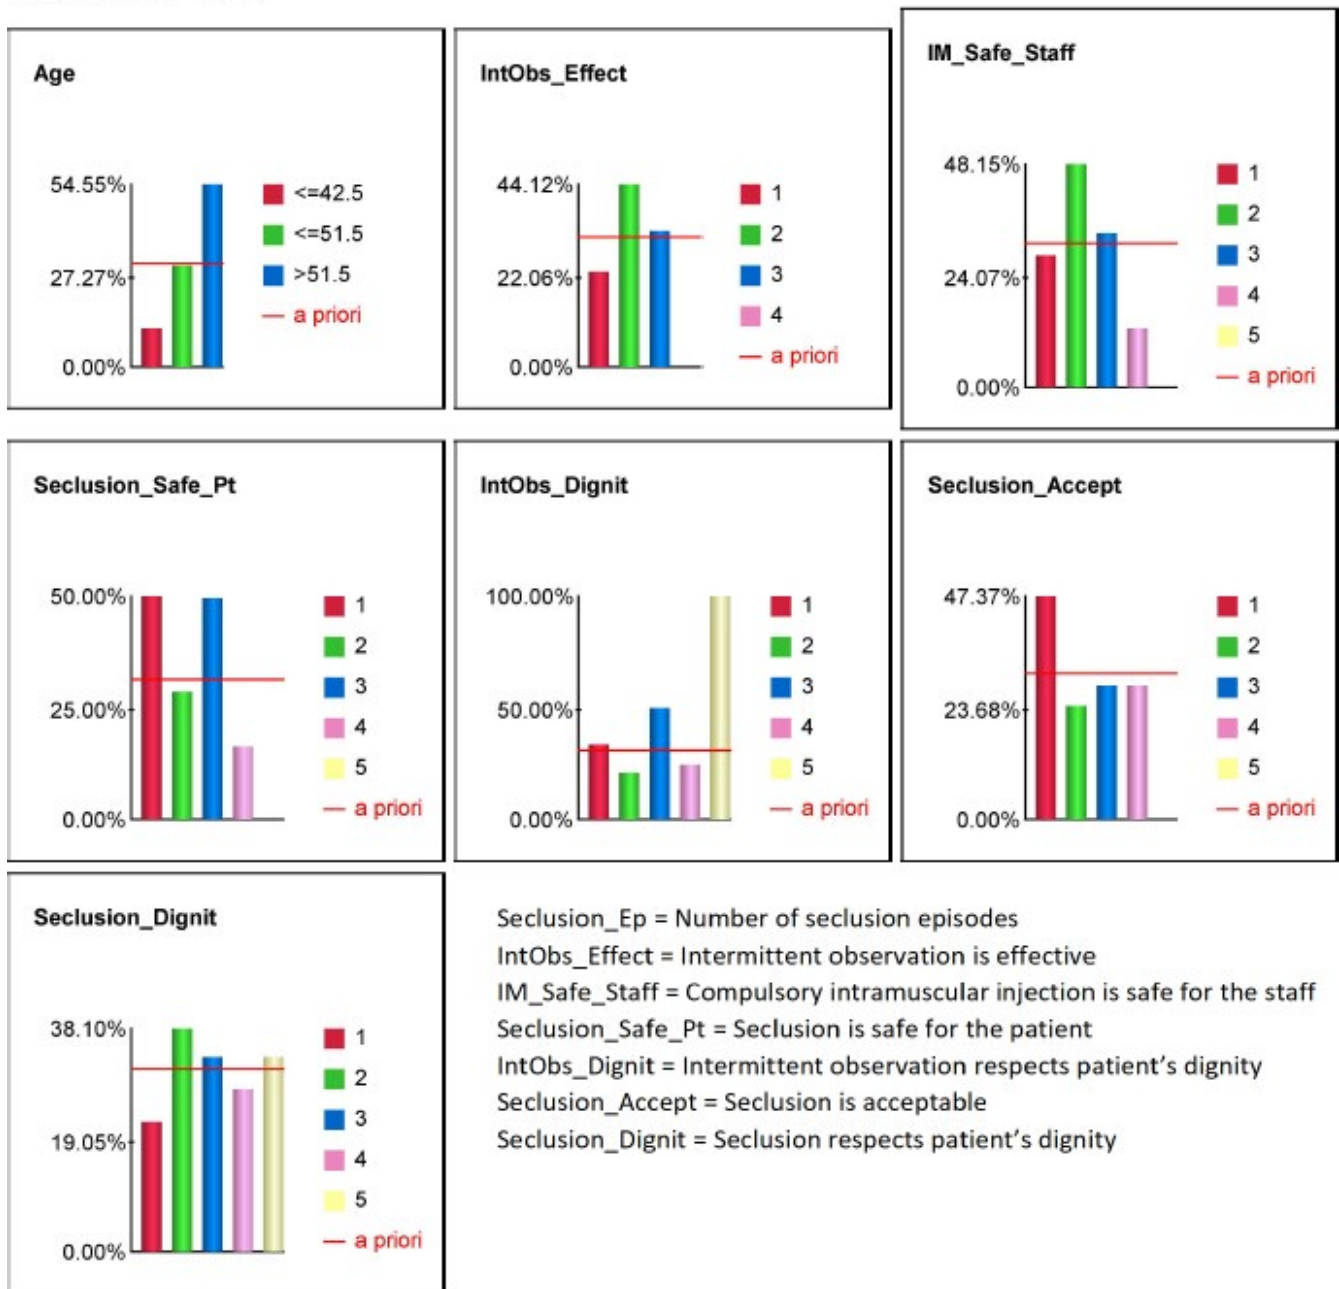 Age
54.55%
27.27%
0.00%
<=42.5
<=51.5
>51.5
a priori
IntObs_Effect
44.12%
22.06%
0.00%
1
2
3
4
a priori
IM_Safe_Staff
48.15%
24.07%
0.00%
1
2
3
4
5
a priori
Seclusion_Safe_Pt
50.00%
25.00%
0.00%
1
2
3
4
5
a priori
IntObs_Dignit
100.00%
50.00%
0.00%
1
2
3
4
5
a priori
Seclusion_Accept
47.37%
23.68%
0.00%
1
2
3
4
5
a priori
Seclusion_Dignit
38.10%
19.05%
0.00%
1
2
3
4
5
a priori
Seclusion_Ep = Number of seclusion episodes
IntObs_Effect = Intermittent observation is effective
IM_Safe_Staff = Compulsory intramuscular injection is safe for the staff
Seclusion_Safe_Pt = Seclusion is safe for the patient
IntObs_Dignit = Intermittent observation respects patient’s dignity
Seclusion_Accept = Seclusion is acceptable
Seclusion_Dignit = Seclusion respects patient’s dignity